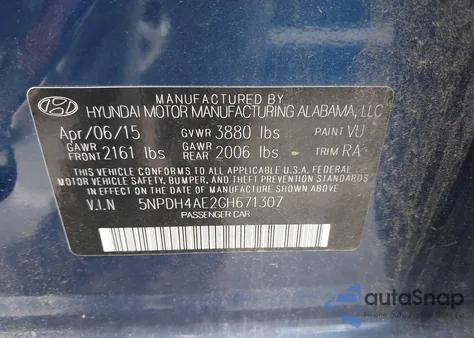 MANUFACTURED BY
HYUNDAI MOTOR MANUFACTURING ALABAMA, LLC
Apr/06/15 GVWR 3880 lbs PAINT VU
GAWR FRONT 2161 lbs GAWR REAR 2006 lbs TRIM RA
THIS VEHICLE CONFORMS TO ALL APPLICABLE U.S.A. FEDERAL
MOTOR VEHICLE SAFETY, BUMPER, AND THEFT PREVENTION STANDARDS
IN EFFECT ON THE DATE OF MANUFACTURE SHOWN ABOVE.
V.I.N 5NPDH4AE2GH671307
PASSENGER CAR
autoSnap